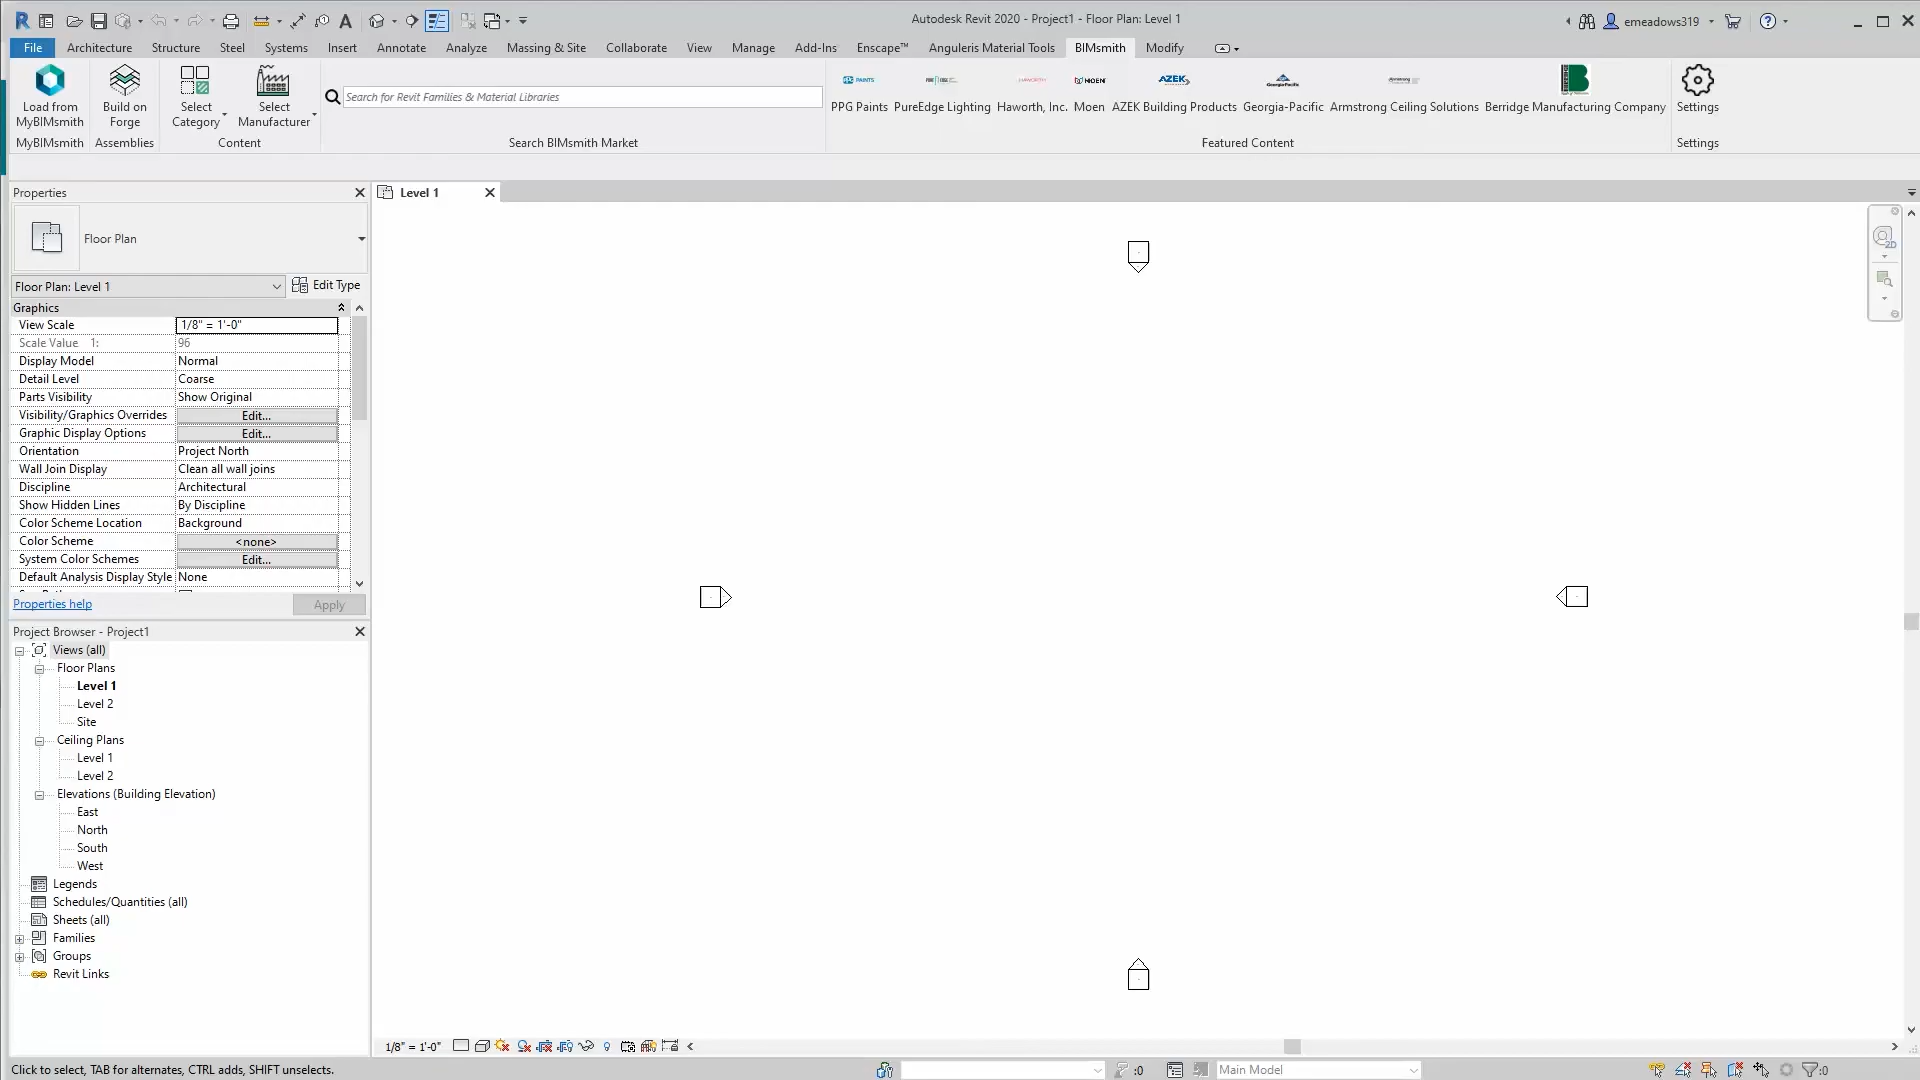 Autodesk Revit 2020 - Project1 - Floor Plan: Level 1
emeadows319
File Architecture Structure Steel Systems Insert Annotate Analyze Massing & Site Collaborate View Manage Add-Ins Enscape™ Anguleris Material Tools BIMsmith Modify
Load from MyBIMsmith
Build on Forge
Select Category
Select Manufacturer
Search for Revit Families & Material Libraries
PPG Paints PureEdge Lighting Haworth, Inc. Moen AZEK Building Products Georgia-Pacific Armstrong Ceiling Solutions Berridge Manufacturing Company
Settings
MyBIMsmith Assemblies Content Search BIMsmith Market Featured Content Settings
Properties
Level 1
Floor Plan
Floor Plan: Level 1
Edit Type
Graphics
View Scale 1/8" = 1'-0"
Scale Value 1: 96
Display Model Normal
Detail Level Coarse
Parts Visibility Show Original
Visibility/Graphics Overrides Edit...
Graphic Display Options Edit...
Orientation Project North
Wall Join Display Clean all wall joins
Discipline Architectural
Show Hidden Lines By Discipline
Color Scheme Location Background
Color Scheme <none>
System Color Schemes Edit...
Default Analysis Display Style None
Properties help
Apply
Project Browser - Project1
Views (all)
Floor Plans
Level 1
Level 2
Site
Ceiling Plans
Level 1
Level 2
Elevations (Building Elevation)
East
North
South
West
Legends
Schedules/Quantities (all)
Sheets (all)
Families
Groups
Revit Links
1/8" = 1'-0"
Click to select, TAB for alternates, CTRL adds, SHIFT unselects.
:0
Main Model
:0